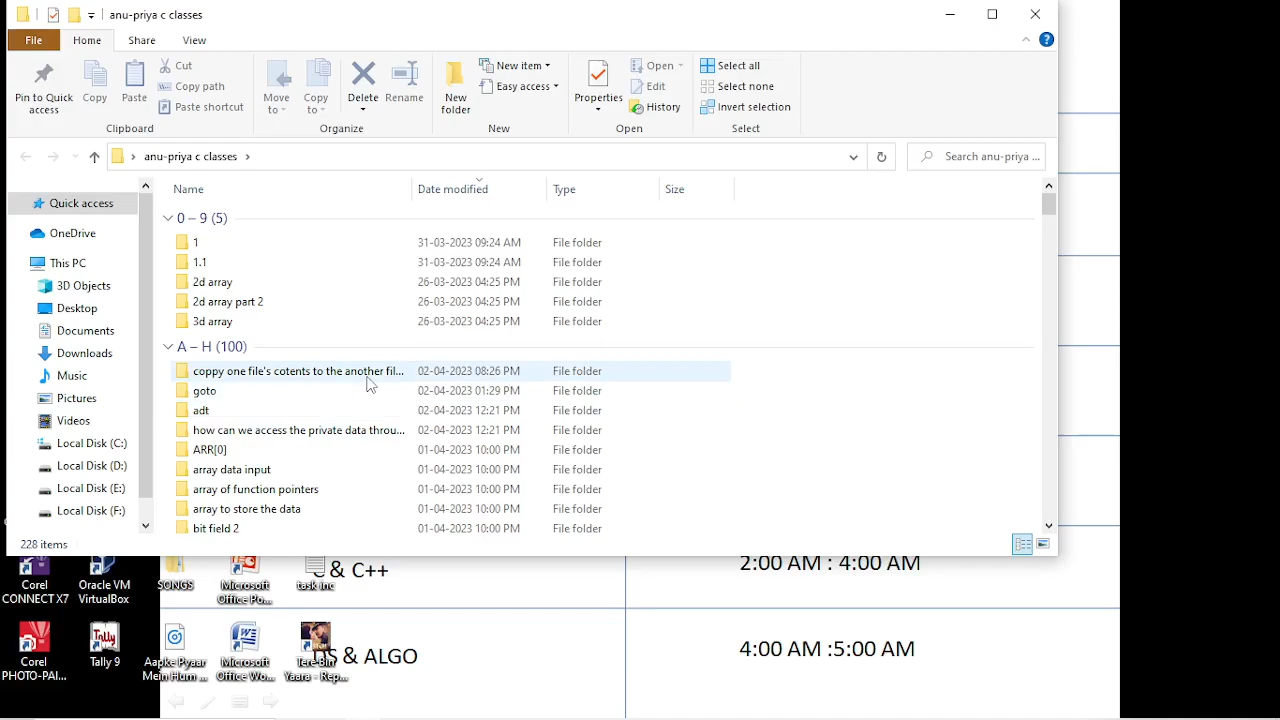 anu-priya c classes
File Home Share View
Pin to Quick access
Copy
Paste
Cut
Copy path
Paste shortcut
Clipboard
Move to
Copy to
Delete
Rename
Organize
New folder
New item
Easy access
New
Properties
Open
Edit
History
Open
Select all
Select none
Invert selection
Select
anu-priya c classes
Search anu-priya ...
Name Date modified Type Size
Quick access
OneDrive
This PC
3D Objects
Desktop
Documents
Downloads
Music
Pictures
Videos
Local Disk (C:)
Local Disk (D:)
Local Disk (E:)
Local Disk (F:)
0 – 9 (5)
1 31-03-2023 09:24 AM File folder
1.1 31-03-2023 09:24 AM File folder
2d array 26-03-2023 04:25 PM File folder
2d array part 2 26-03-2023 04:25 PM File folder
3d array 26-03-2023 04:25 PM File folder
A – H (100)
coppy one file's cotents to the another fil... 02-04-2023 08:26 PM File folder
goto 02-04-2023 01:29 PM File folder
adt 02-04-2023 12:21 PM File folder
how can we access the private data throu... 02-04-2023 12:21 PM File folder
ARR[0] 01-04-2023 10:00 PM File folder
array data input 01-04-2023 10:00 PM File folder
array of function pointers 01-04-2023 10:00 PM File folder
array to store the data 01-04-2023 10:00 PM File folder
bit field 2 01-04-2023 10:00 PM File folder
228 items
Corel CONNECT X7
Oracle VM VirtualBox
SONGS
Microsoft Office Po...
task inc
& C++
2:00 AM : 4:00 AM
Corel PHOTO-PAI...
Tally 9
Aapke Pyaar Mein Hum ...
Microsoft Office Wo...
Tere Bin Yaara - Rep...
DS & ALGO
4:00 AM :5:00 AM